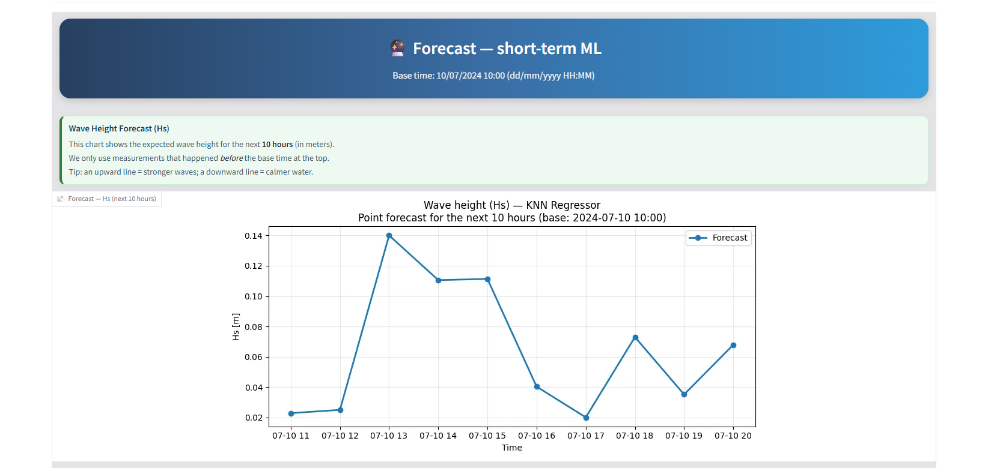 Forecast — short-term ML
Base time: 10/07/2024 10:00 (dd/mm/yyyy HH:MM)
Wave Height Forecast (Hs)
This chart shows the expected wave height for the next 10 hours (in meters).
We only use measurements that happened before the base time at the top.
Tip: an upward line = stronger waves; a downward line = calmer water.
Forecast — Hs (next 10 hours)
Wave height (Hs) — KNN Regressor
Point forecast for the next 10 hours (base: 2024-07-10 10:00)
Forecast
0.14
0.12
0.10
0.08
0.06
0.04
0.02
Hs [m]
07-10 11 07-10 12 07-10 13 07-10 14 07-10 15 07-10 16 07-10 17 07-10 18 07-10 19 07-10 20
Time